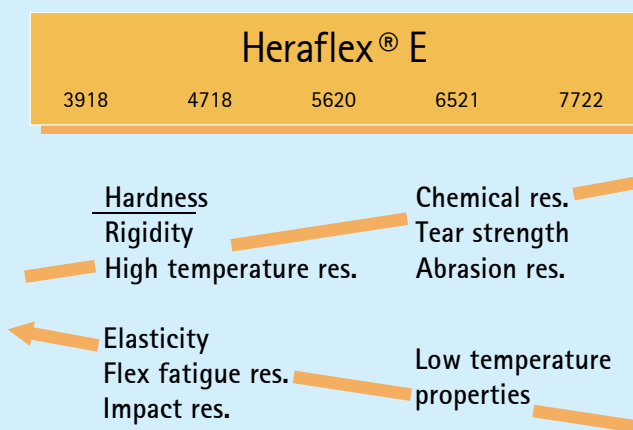 Heraflex® E
3918 4718 5620 6521 7722
Hardness
Rigidity
High temperature res.
Chemical res.
Tear strength
Abrasion res.
Elasticity
Flex fatigue res.
Impact res.
Low temperature
properties